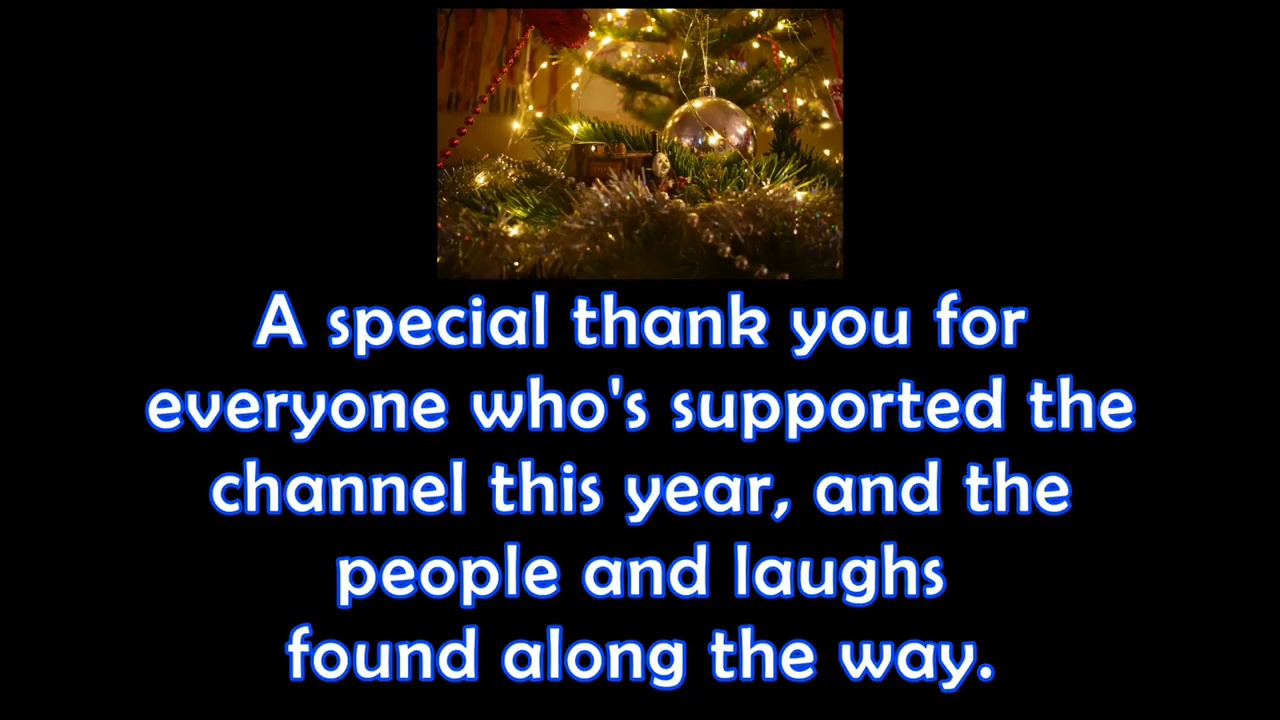 A special thank you for
everyone who's supported the
channel this year, and the
people and laughs
found along the way.